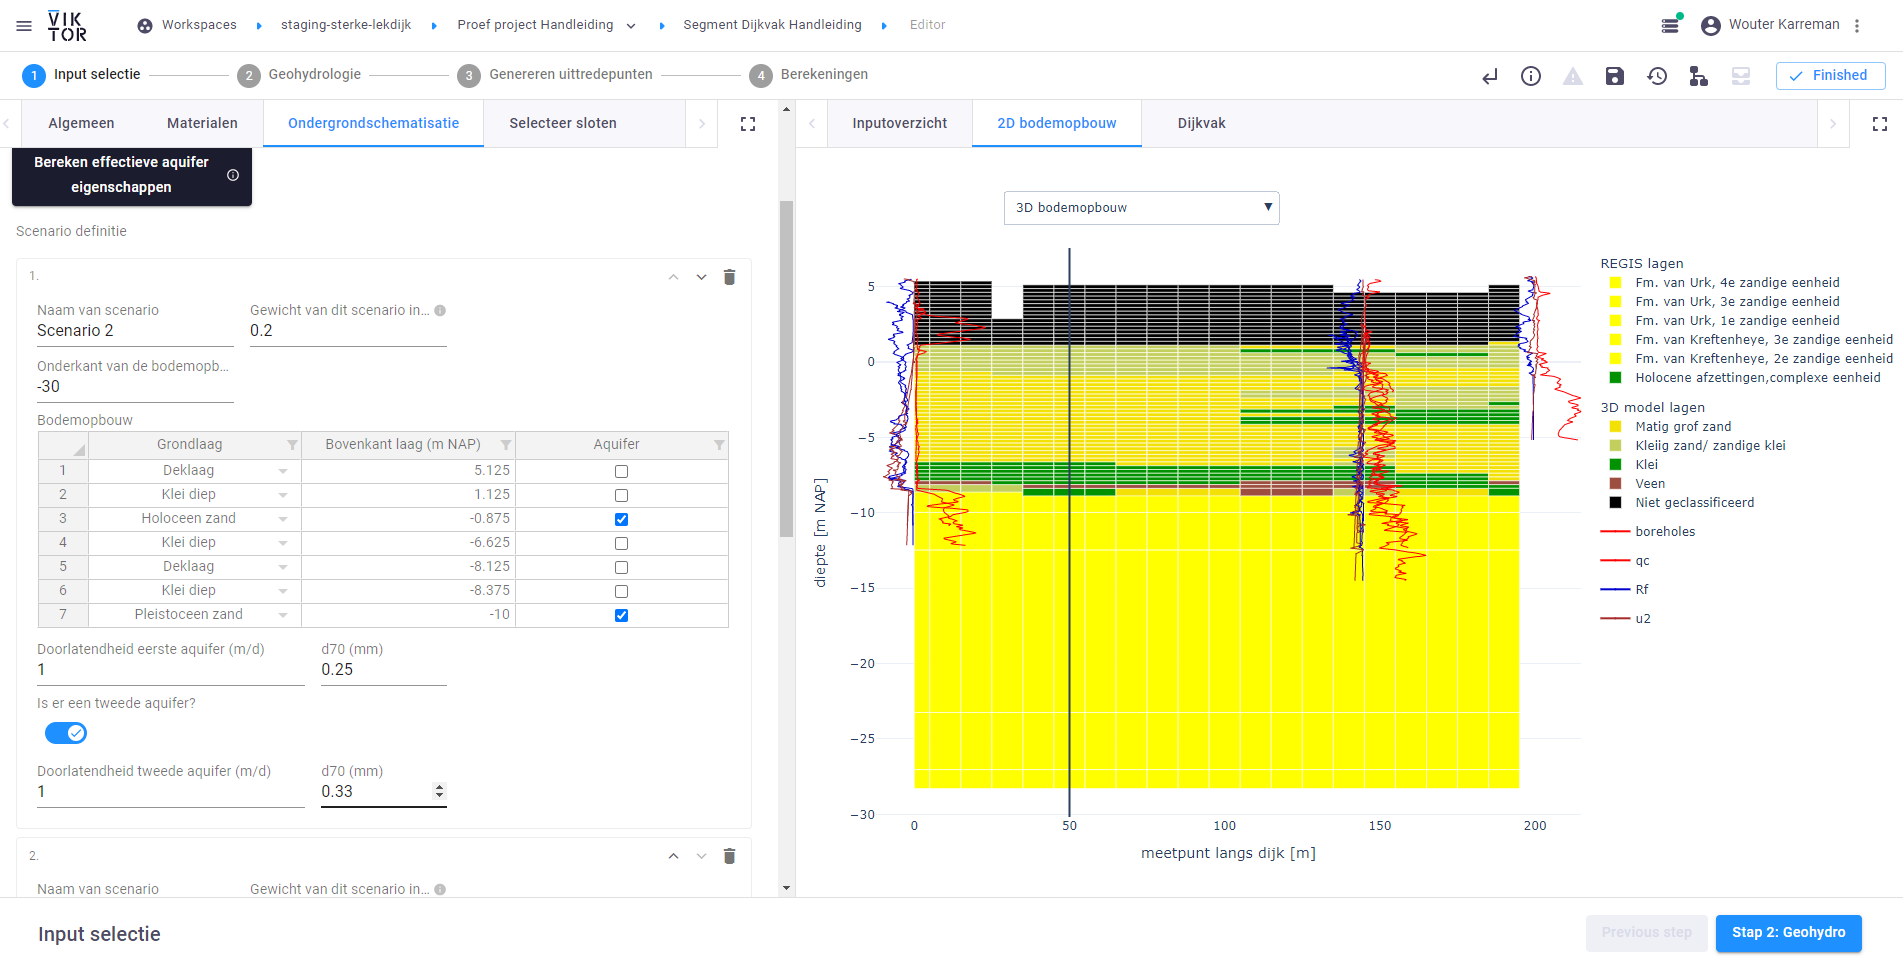 VIKTOR
Workspaces
staging-sterke-lekdijk
Proef project Handleiding
Segment Dijkvak Handleiding
Editor
Wouter Karreman
1 Input selectie
2 Geohydrologie
3 Genereren uittredepunten
4 Berekeningen
Finished
Algemeen
Materialen
Ondergrondschematisatie
Selecteer sloten
Inputoverzicht
2D bodemopbouw
Dijkvak
Bereken effectieve aquifer
eigenschappen
Scenario definitie
1.
Naam van scenario
Gewicht van dit scenario in...
Scenario 2
0.2
Onderkant van de bodemopb...
-30
Bodemopbouw
Grondlaag Bovenkant laag (m NAP) Aquifer
1 Deklaag 5.125
2 Klei diep 1.125
3 Holoceen zand -0.875
4 Klei diep -6.625
5 Deklaag -8.125
6 Klei diep -8.375
7 Pleistoceen zand -10
Doorlatendheid eerste aquifer (m/d)
d70 (mm)
1
0.25
Is er een tweede aquifer?
Doorlatendheid tweede aquifer (m/d)
d70 (mm)
1
0.33
2.
Naam van scenario
Gewicht van dit scenario in...
3D bodemopbouw
5
0
−5
−10
−15
−20
−25
−30
diepte [m NAP]
0
50
100
150
200
meetpunt langs dijk [m]
REGIS lagen
Fm. van Urk, 4e zandige eenheid
Fm. van Urk, 3e zandige eenheid
Fm. van Urk, 1e zandige eenheid
Fm. van Kreftenheye, 3e zandige eenheid
Fm. van Kreftenheye, 2e zandige eenheid
Holocene afzettingen,complexe eenheid
3D model lagen
Matig grof zand
Kleiig zand/ zandige klei
Klei
Veen
Niet geclassificeerd
boreholes
qc
Rf
u2
Input selectie
Previous step
Stap 2: Geohydro